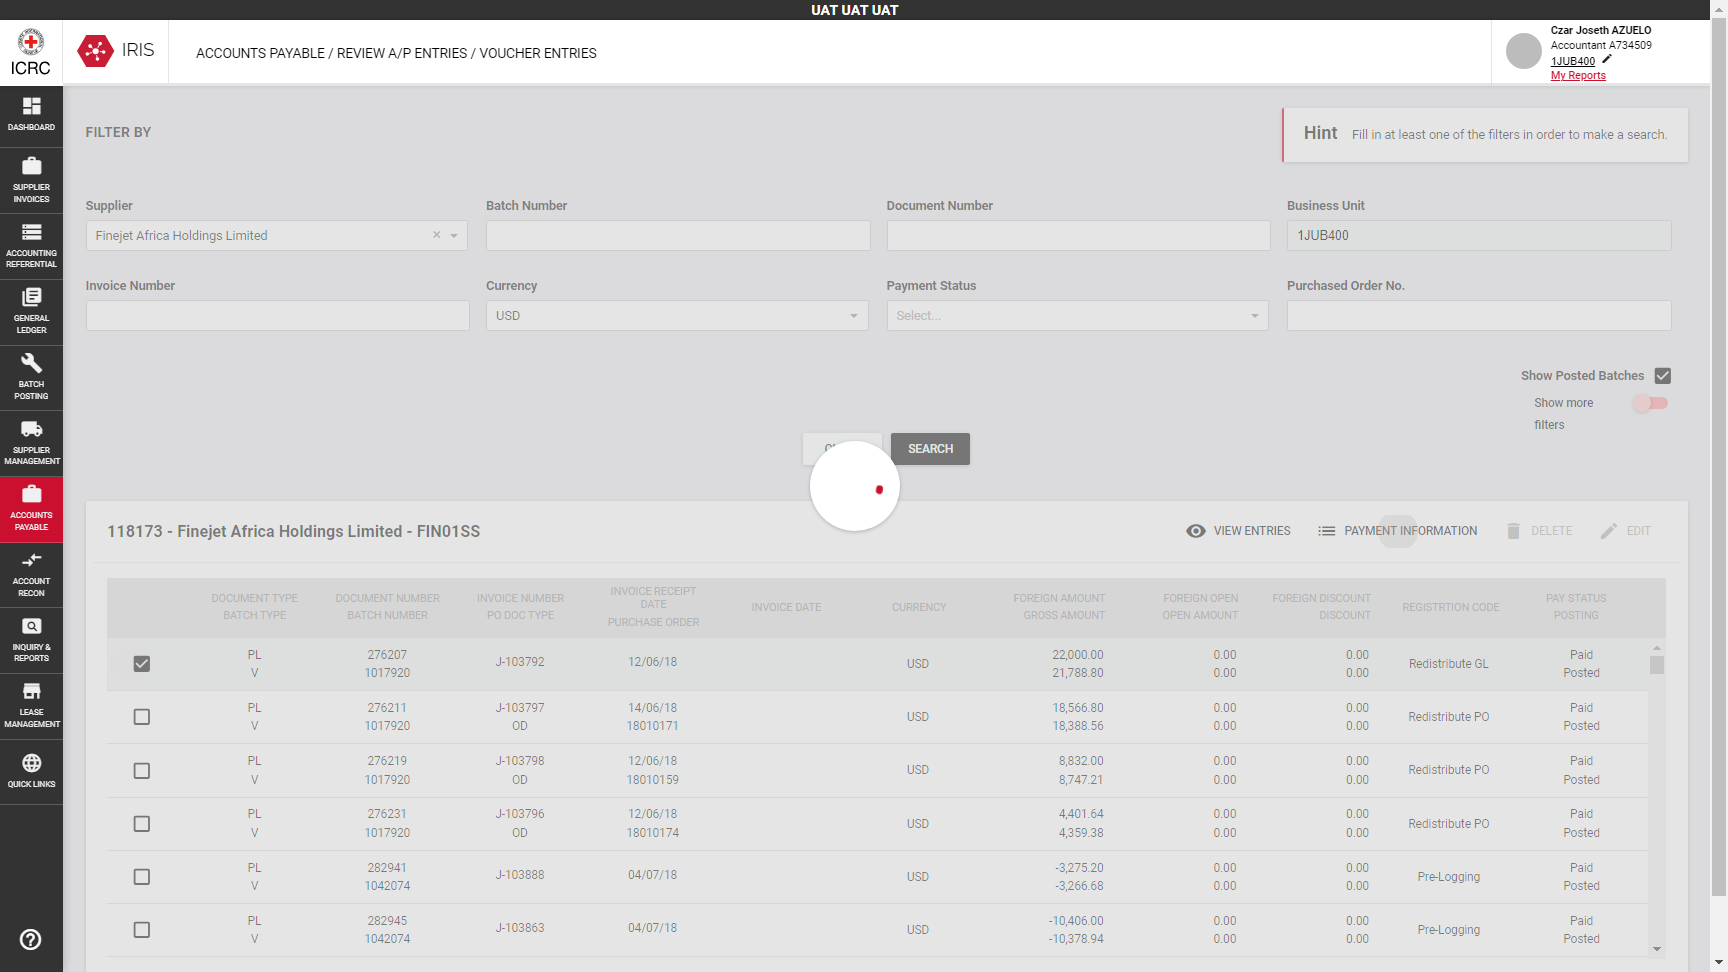 UAT UAT UAT
ICRC
IRIS
ACCOUNTS PAYABLE / REVIEW A/P ENTRIES / VOUCHER ENTRIES
Czar Joseth AZUELO
Accountant A734509
1JUB400
My Reports
DASHBOARD
SUPPLIER
INVOICES
ACCOUNTING
REFERENTIAL
GENERAL
LEDGER
BATCH
POSTING
SUPPLIER
MANAGEMENT
ACCOUNTS
PAYABLE
ACCOUNT
RECON
INQUIRY &
REPORTS
LEASE
MANAGEMENT
QUICK LINKS
FILTER BY
Hint Fill in at least one of the filters in order to make a search.
Supplier Batch Number Document Number Business Unit
Finejet Africa Holdings Limited 1JUB400
Invoice Number Currency Payment Status Purchased Order No.
USD Select...
Show Posted Batches
Show more
filters
SEARCH
118173 - Finejet Africa Holdings Limited - FIN01SS
VIEW ENTRIES PAYMENT INFORMATION DELETE EDIT
DOCUMENT TYPE DOCUMENT NUMBER INVOICE NUMBER INVOICE RECEIPT DATE INVOICE DATE CURRENCY FOREIGN AMOUNT FOREIGN OPEN FOREIGN DISCOUNT REGISTRTION CODE PAY STATUS
BATCH TYPE BATCH NUMBER PO DOC TYPE PURCHASE ORDER GROSS AMOUNT OPEN AMOUNT DISCOUNT POSTING
PL 276207 J-103792 12/06/18 USD 22,000.00 0.00 0.00 Redistribute GL Paid
V 1017920 21,788.80 0.00 0.00 Posted
PL 276211 J-103797 14/06/18 USD 18,566.80 0.00 0.00 Redistribute PO Paid
V 1017920 OD 18010171 18,388.56 0.00 0.00 Posted
PL 276219 J-103798 12/06/18 USD 8,832.00 0.00 0.00 Redistribute PO Paid
V 1017920 OD 18010159 8,747.21 0.00 0.00 Posted
PL 276231 J-103796 12/06/18 USD 4,401.64 0.00 0.00 Redistribute PO Paid
V 1017920 OD 18010174 4,359.38 0.00 0.00 Posted
PL 282941 J-103888 04/07/18 USD -3,275.20 0.00 0.00 Pre-Logging Paid
V 1042074 -3,266.68 0.00 0.00 Posted
PL 282945 J-103863 04/07/18 USD -10,406.00 0.00 0.00 Pre-Logging Paid
V 1042074 -10,378.94 0.00 0.00 Posted